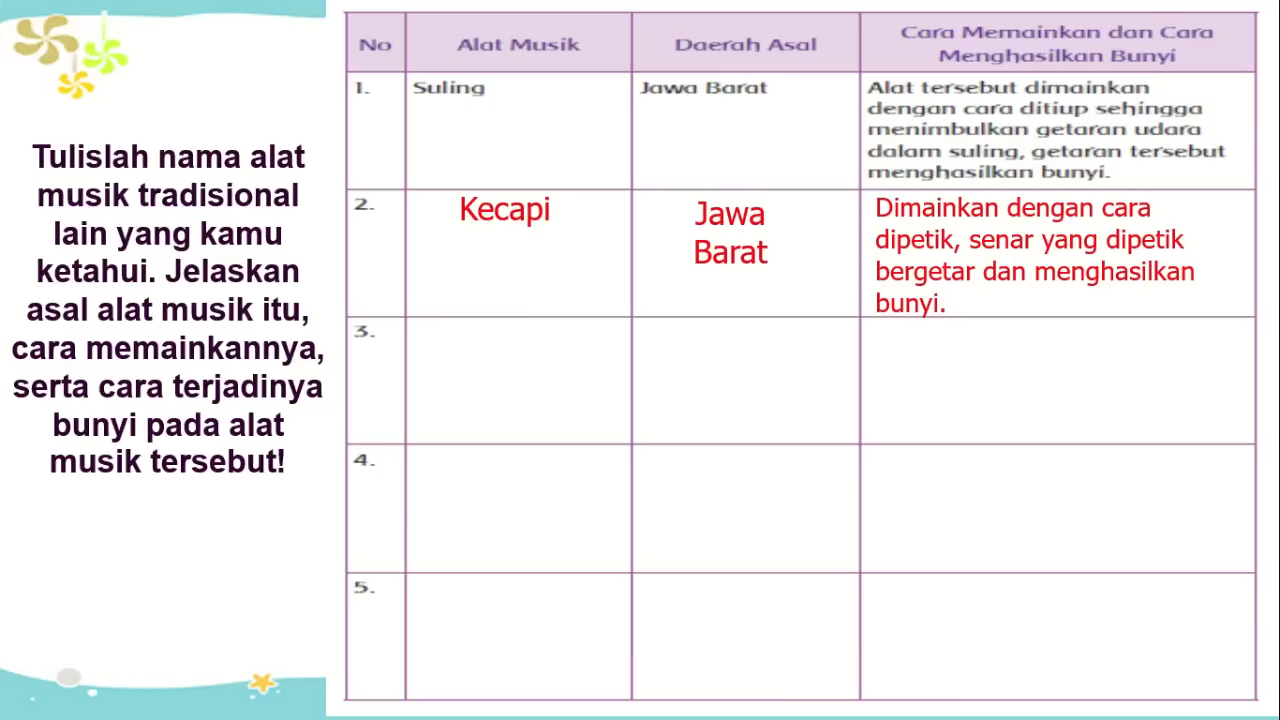 Tulislah nama alat
musik tradisional
lain yang kamu
ketahui. Jelaskan
asal alat musik itu,
cara memainkannya,
serta cara terjadinya
bunyi pada alat
musik tersebut!
No
Alat Musik
Daerah Asal
Cara Memainkan dan Cara
Menghasilkan Bunyi
1.
Suling
Jawa Barat
Alat tersebut dimainkan
dengan cara ditiup sehingga
menimbulkan getaran udara
dalam suling, getaran tersebut
menghasilkan bunyi.
2.
Kecapi
Jawa
Barat
Dimainkan dengan cara
dipetik, senar yang dipetik
bergetar dan menghasilkan
bunyi.
3.
4.
5.